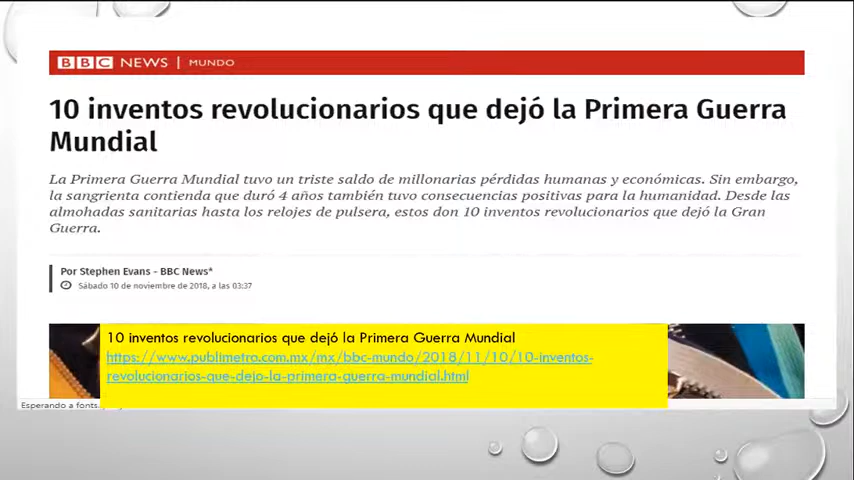 BBC NEWS | MUNDO
10 inventos revolucionarios que dejó la Primera Guerra
Mundial
La Primera Guerra Mundial tuvo un triste saldo de millonarias pérdidas humanas y económicas. Sin embargo,
la sangrienta contienda que duró 4 años también tuvo consecuencias positivas para la humanidad. Desde las
almohadas sanitarias hasta los relojes de pulsera, estos don 10 inventos revolucionarios que dejó la Gran
Guerra.
Por Stephen Evans - BBC News*
Sábado 10 de noviembre de 2018, a las 03:37
10 inventos revolucionarios que dejó la Primera Guerra Mundial
https://www.publimetro.com.mx/mx/bbc-mundo/2018/11/10/10-inventos-
revolucionarios-que-dejo-la-primera-guerra-mundial.html
Esperando a fonts.